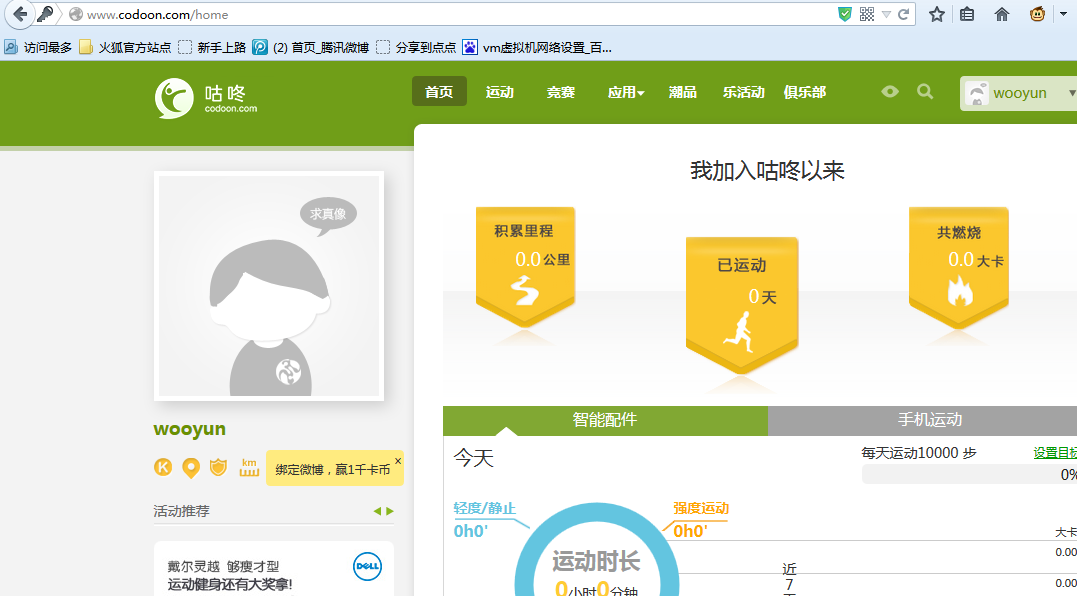 www.codoon.com/home
访问最多 火狐官方站点 新手上路 (2) 首页_腾讯微博 分享到点点 vm虚拟机网络设置_百...
咕咚
codoon.com
首页 运动 竞赛 应用 潮品 乐活动 俱乐部
wooyun
求真像
我加入咕咚以来
积累里程
0.0公里
已运动
0天
共燃烧
0.0大卡
wooyun
K
km
绑定微博，赢1千卡币
×
活动推荐
戴尔灵越 够瘦才型
运动健身还有大奖拿!
DELL
智能配件 手机运动
今天
每天运动10000 步
设置目标
0%
轻度/静止
0h0'
强度运动
0h0'
运动时长
0小时0分钟
近
7
大卡
0.00
0.00